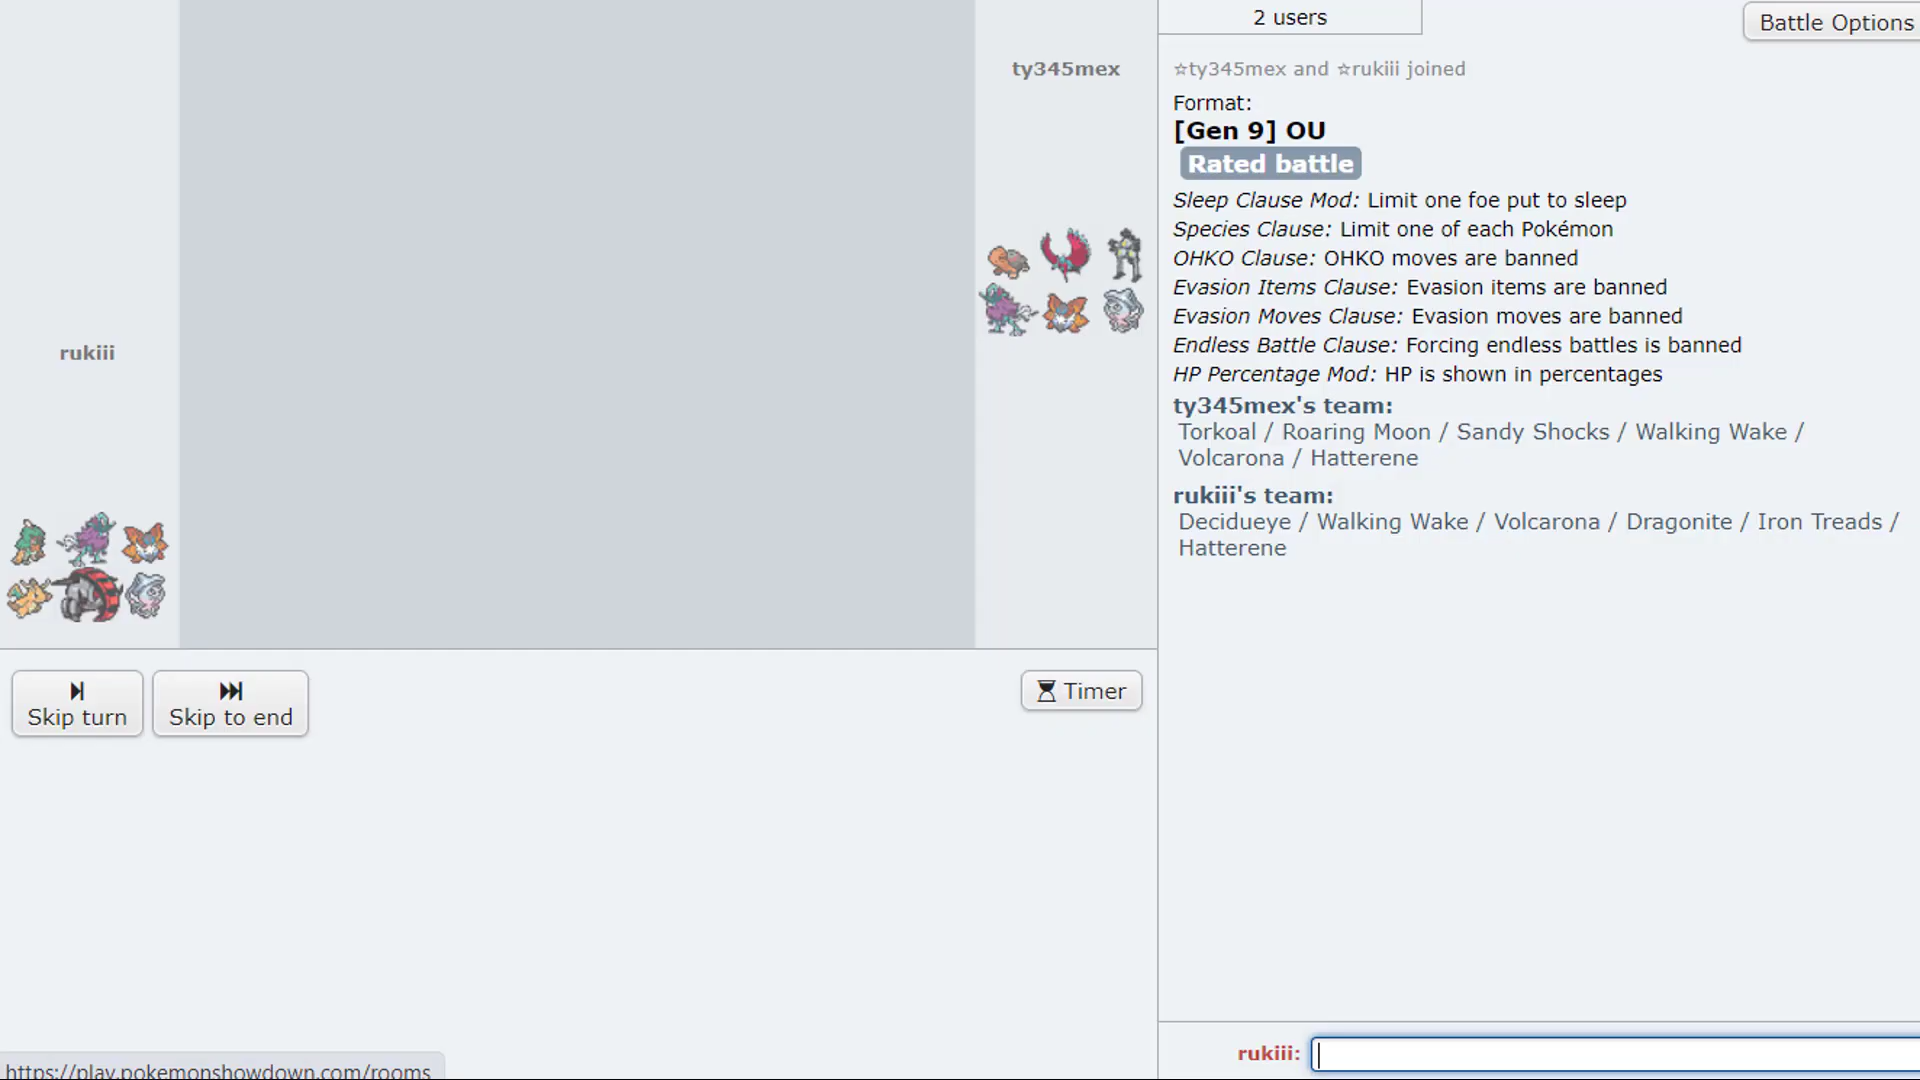 2 users
Battle Options
ty345mex
☆ty345mex and ☆rukiii joined
Format:
[Gen 9] OU
Rated battle
Sleep Clause Mod: Limit one foe put to sleep
Species Clause: Limit one of each Pokémon
OHKO Clause: OHKO moves are banned
Evasion Items Clause: Evasion items are banned
Evasion Moves Clause: Evasion moves are banned
Endless Battle Clause: Forcing endless battles is banned
HP Percentage Mod: HP is shown in percentages
ty345mex's team:
Torkoal / Roaring Moon / Sandy Shocks / Walking Wake /
Volcarona / Hatterene
rukiii's team:
Decidueye / Walking Wake / Volcarona / Dragonite / Iron Treads /
Hatterene
rukiii
Skip turn
Skip to end
Timer
rukiii:
https://play.pokemonshowdown.com/rooms